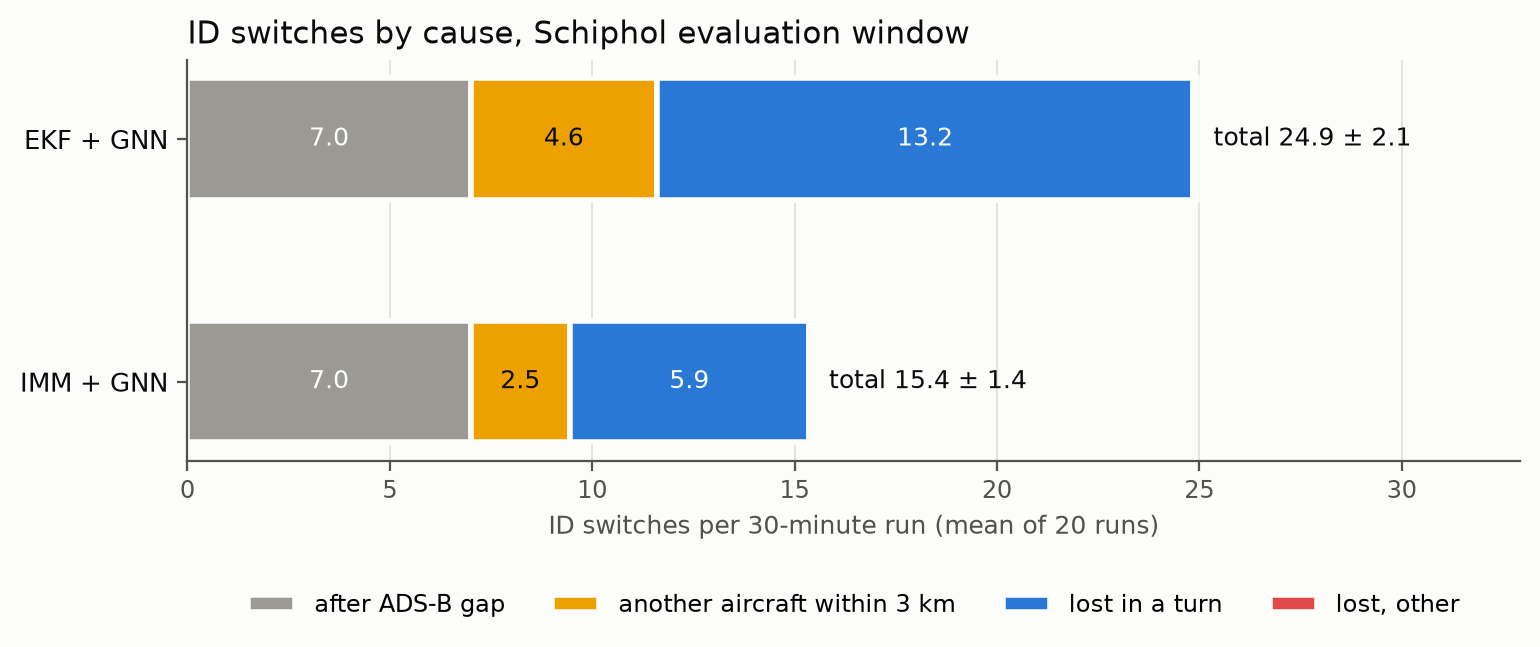 ID switches by cause, Schiphol evaluation window
EKF + GNN
7.0
4.6
13.2
total 24.9 ± 2.1
IMM + GNN
7.0
2.5
5.9
total 15.4 ± 1.4
0 5 10 15 20 25 30
ID switches per 30-minute run (mean of 20 runs)
after ADS-B gap
another aircraft within 3 km
lost in a turn
lost, other